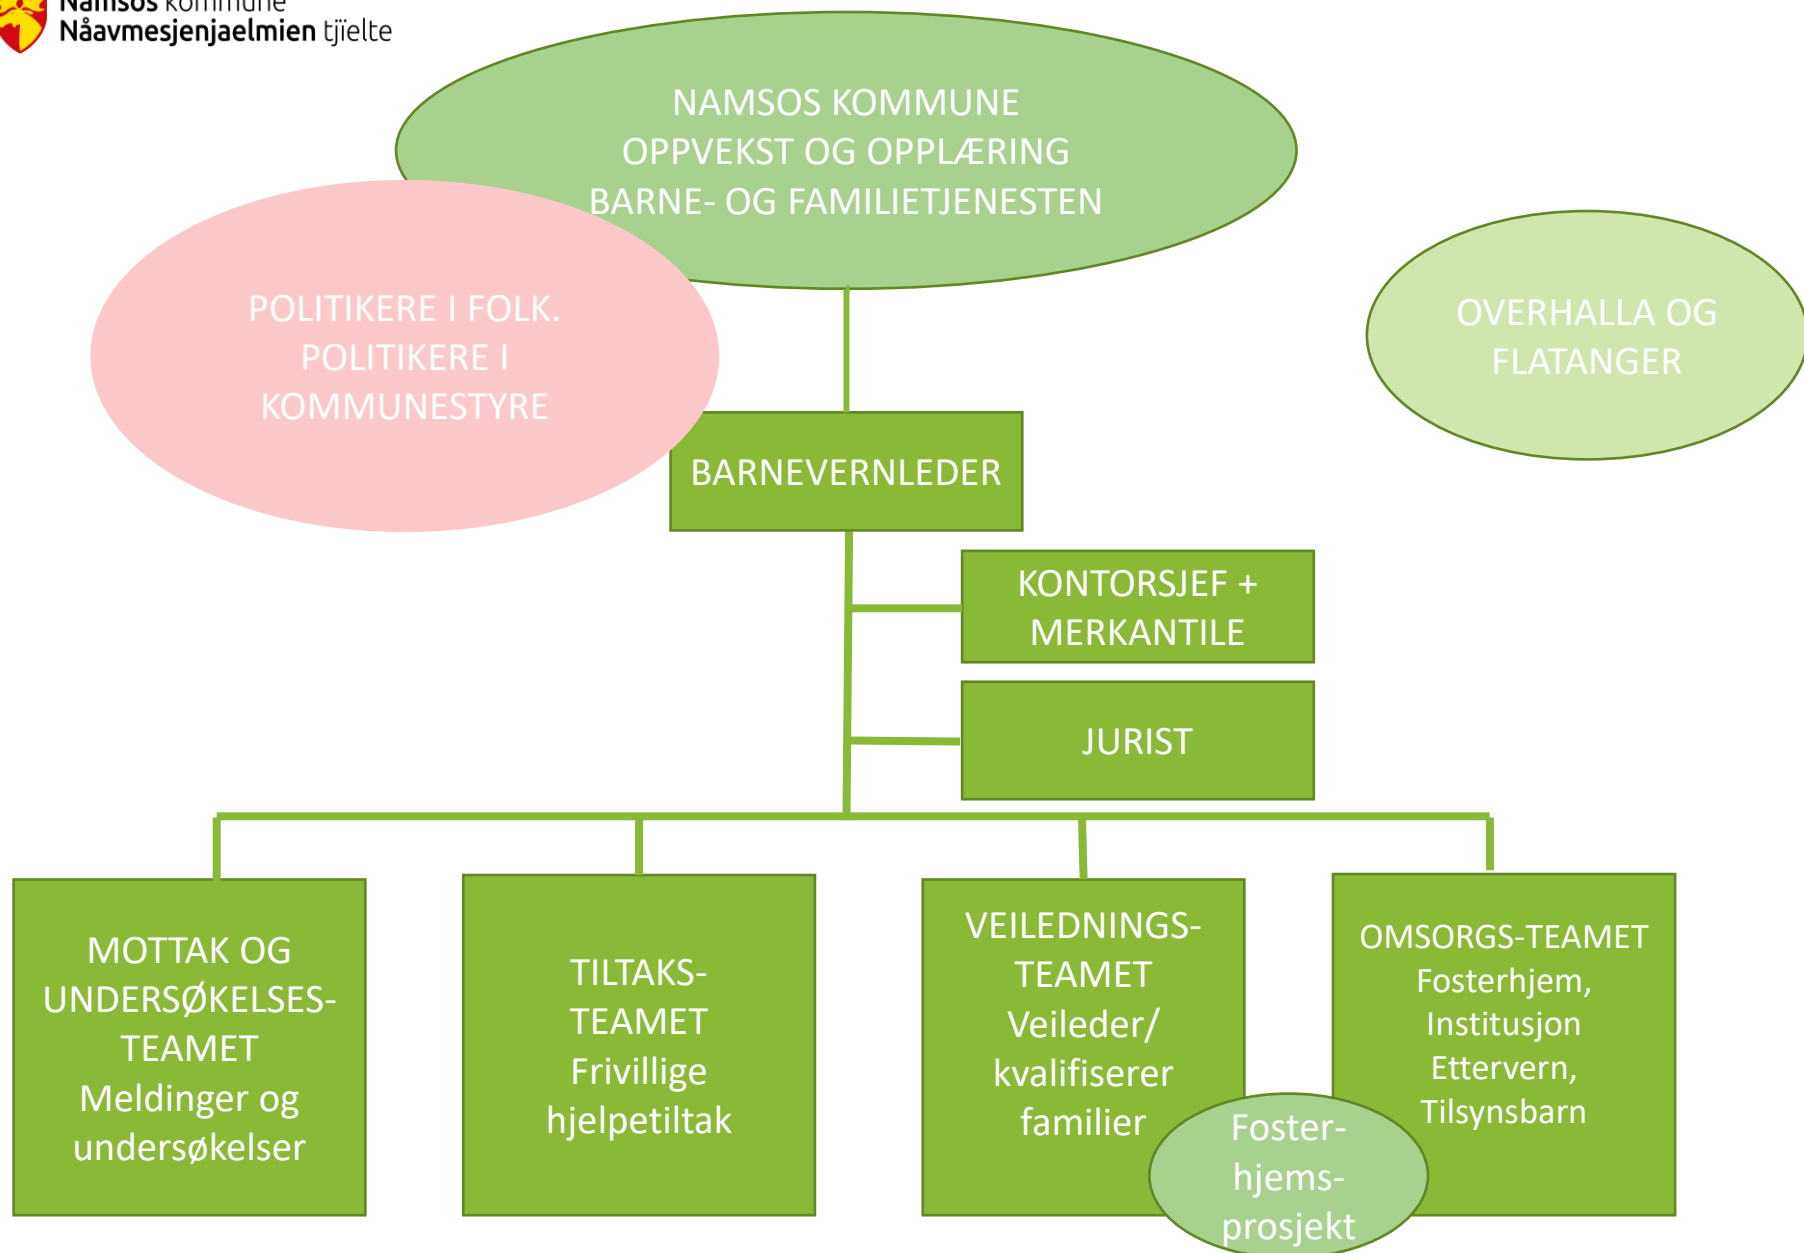 Namsos kommune
Nåavmesjenjaelmien tjïelte
NAMSOS KOMMUNE
OPPVEKST OG OPPLÆRING
BARNE- OG FAMILIETJENESTEN
POLITIKERE I FOLK.
POLITIKERE I
KOMMUNESTYRE
OVERHALLA OG
FLATANGER
BARNEVERNLEDER
KONTORSJEF +
MERKANTILE
JURIST
MOTTAK OG
UNDERSØKELSES-
TEAMET
Meldinger og
undersøkelser
TILTAKS-
TEAMET
Frivillige
hjelpetiltak
VEILEDNINGS-
TEAMET
Veileder/
kvalifiserer
familier
OMSORGS-TEAMET
Fosterhjem,
Institusjon
Ettervern,
Tilsynsbarn
Foster-
hjems-
prosjekt